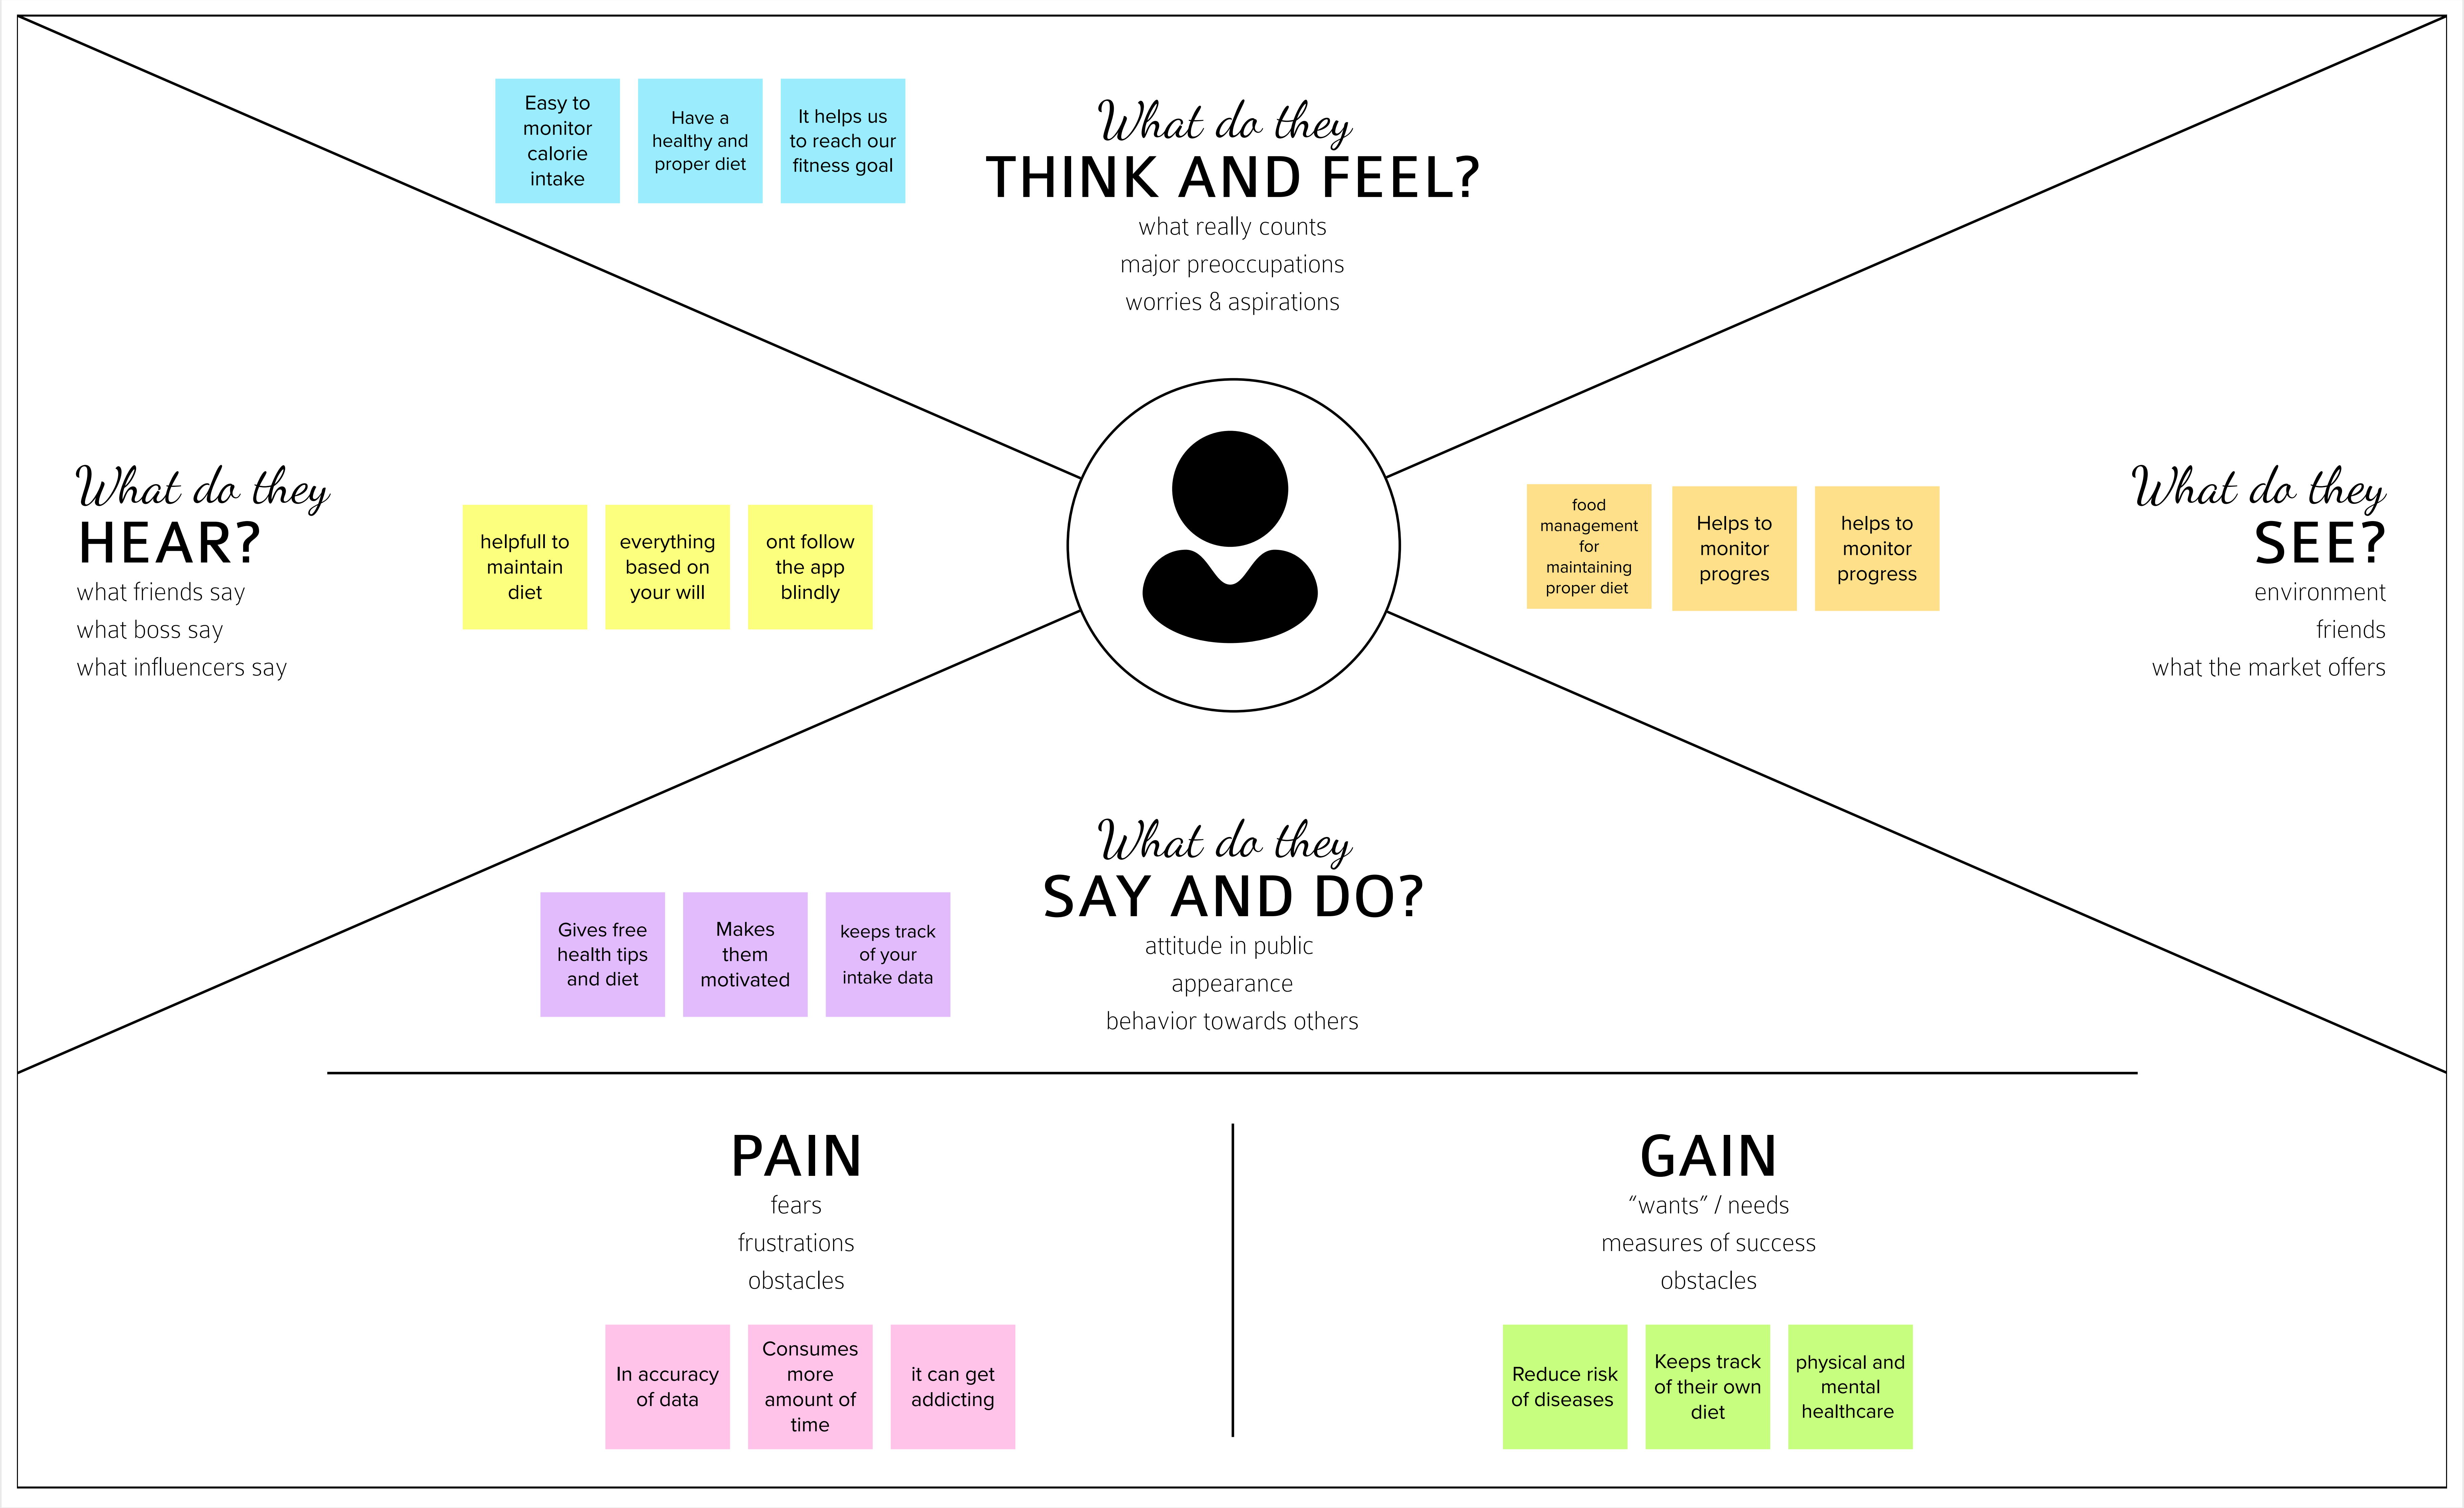 Easy to
monitor
calorie
intake
Have a
healthy and
proper diet
It helps us
to reach our
fitness goal
What do they
THINK AND FEEL?
what really counts
major preoccupations
worries & aspirations
What do they
HEAR?
what friends say
what boss say
what influencers say
helpfull to
maintain
diet
everything
based on
your will
ont follow
the app
blindly
food
management
for
maintaining
proper diet
Helps to
monitor
progres
helps to
monitor
progress
What do they
SEE?
environment
friends
what the market offers
What do they
SAY AND DO?
attitude in public
appearance
behavior towards others
Gives free
health tips
and diet
Makes
them
motivated
keeps track
of your
intake data
PAIN
fears
frustrations
obstacles
In accuracy
of data
Consumes
more
amount of
time
it can get
addicting
GAIN
“wants” / needs
measures of success
obstacles
Reduce risk
of diseases
Keeps track
of their own
diet
physical and
mental
healthcare